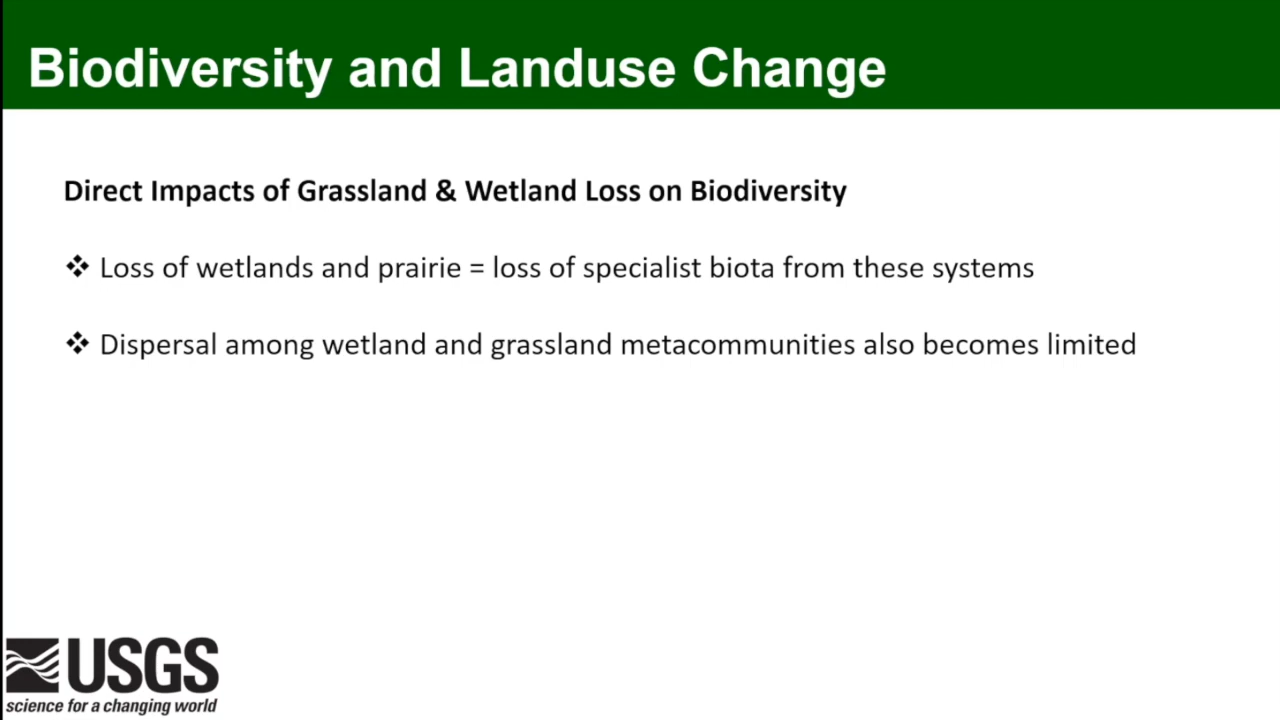 Biodiversity and Landuse Change
Direct Impacts of Grassland & Wetland Loss on Biodiversity
❖ Loss of wetlands and prairie = loss of specialist biota from these systems
❖ Dispersal among wetland and grassland metacommunities also becomes limited
USGS
science for a changing world